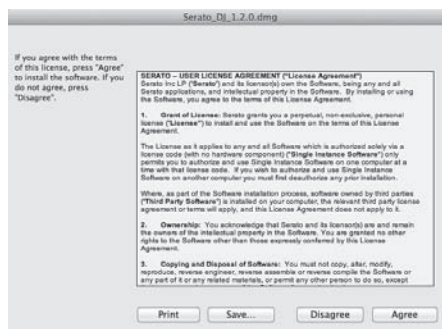 Serato_DJ_1.2.0.dmg
If you agree with the terms
of this license, press "Agree"
to install the software. If you
do not agree, press
"Disagree".
SERATO – USER LICENSE AGREEMENT ("License Agreement")
Serato Inc LP ("Serato") and its licensor(s) own the Software, being any and all
Serato applications, and intellectual property in the Software. By installing or using
the Software, you agree to the terms of this License Agreement.
1. Grant of License: Serato grants you a perpetual, non-exclusive, personal
license ("License") to install and use the Software on the terms of this License
Agreement.
The License as it applies to any and all Software which is authorized solely via a
license code (with no hardware component) ("Single Instance Software") only
permits you to authorize and use Single Instance Software on one computer at a
time with that license code. If you wish to authorize and use Single Instance
Software on another computer you must first deauthorize any prior installation.
Where, as part of the Software installation process, software owned by third parties
("Third Party Software") is installed on your computer, the relevant third party license
agreement or terms will apply, and this License Agreement does not apply to it.
2. Ownership: You acknowledge that Serato and its licensor(s) are and remain
the owners of the intellectual property in the Software. You are granted no other
rights to the Software other than those expressly conferred by this License
Agreement.
3. Copying and Disposal of Software: You must not copy, alter, modify,
reproduce, reverse engineer, reverse assemble or reverse compile the Software or
any part of it or any related materials, or permit any other person to do so, except
Print Save... Disagree Agree